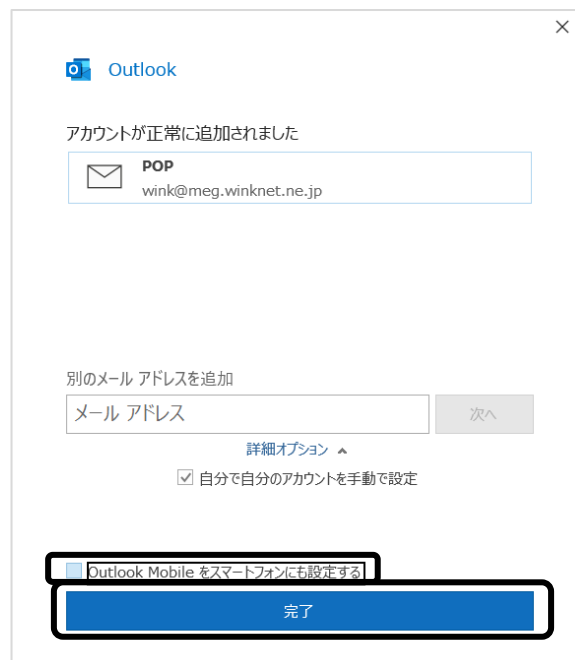 Outlook
アカウントが正常に追加されました
POP
wink@meg.winknet.ne.jp
別のメール アドレスを追加
メール アドレス
次へ
詳細オプション
自分で自分のアカウントを手動で設定
Outlook Mobile をスマートフォンにも設定する
完了